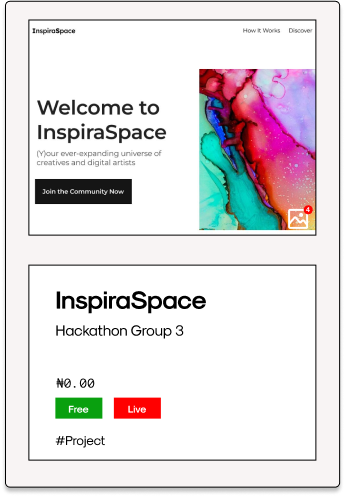 InspiraSpace
How It Works Discover
Welcome to
InspiraSpace
(Y)our ever-expanding universe of
creatives and digital artists
Join the Community Now
4
InspiraSpace
Hackathon Group 3
₦0.00
Free Live
#Project